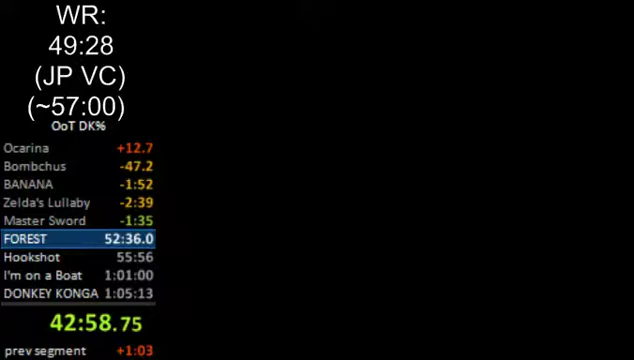 WR:
49:28
(JP VC)
(~57:00)
OoT DK%
Ocarina +12.7
Bombchus -47.2
BANANA -1:52
Zelda's Lullaby -2:39
Master Sword -1:35
FOREST 52:36.0
Hookshot 55:56
I'm on a Boat 1:01:00
DONKEY KONGA 1:05:13
42:58.75
prev segment +1:03